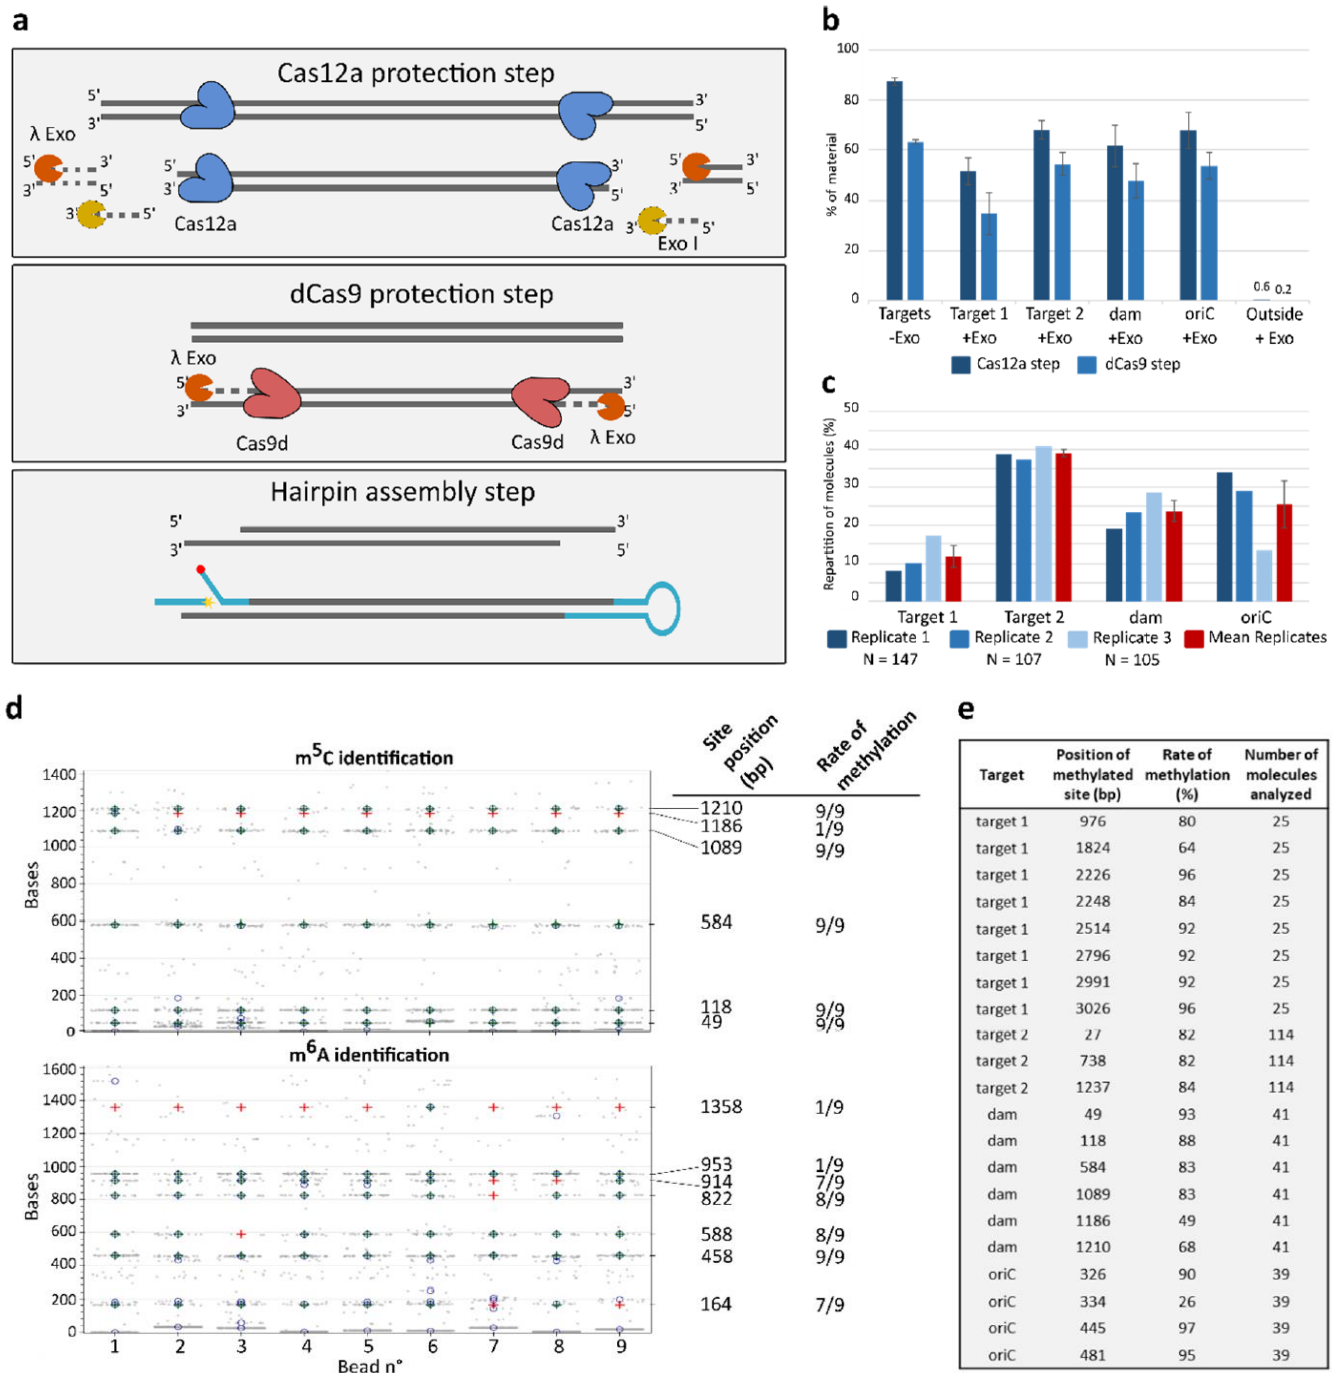 a
Cas12a protection step
5'
3'
3'
5'
λ Exo
5'
3'
3'
5'
5'
3'
3'
5'
5'
3'
3'
5'
3'
5'
Cas12a
Cas12a
3'
5'
Exo I
dCas9 protection step
λ Exo
5'
3'
3'
5'
Cas9d
Cas9d
λ Exo
Hairpin assembly step
5'
3'
3'
5'
b
% of material
100
80
60
40
20
0
0.6 0.2
Targets Target 1 Target 2 dam oriC Outside
-Exo +Exo +Exo +Exo +Exo + Exo
Cas12a step dCas9 step
c
Repartition of molecules (%)
50
40
30
20
10
0
Target 1 Target 2 dam oriC
Replicate 1 Replicate 2 Replicate 3 Mean Replicates
N = 147 N = 107 N = 105
d
Site position (bp)
Rate of methylation
m5C identification
Bases
1400
1200
1000
800
600
400
200
0
1210 9/9
1186 1/9
1089 9/9
584 9/9
118 9/9
49 9/9
m6A identification
Bases
1600
1400
1200
1000
800
600
400
200
0
1358 1/9
953 1/9
914 7/9
822 8/9
588 8/9
458 9/9
164 7/9
1 2 3 4 5 6 7 8 9
Bead n°
e
Target Position of methylated site (bp) Rate of methylation (%) Number of molecules analyzed
target 1 976 80 25
target 1 1824 64 25
target 1 2226 96 25
target 1 2248 84 25
target 1 2514 92 25
target 1 2796 92 25
target 1 2991 92 25
target 1 3026 96 25
target 2 27 82 114
target 2 738 82 114
target 2 1237 84 114
dam 49 93 41
dam 118 88 41
dam 584 83 41
dam 1089 83 41
dam 1186 49 41
dam 1210 68 41
oriC 326 90 39
oriC 334 26 39
oriC 445 97 39
oriC 481 95 39